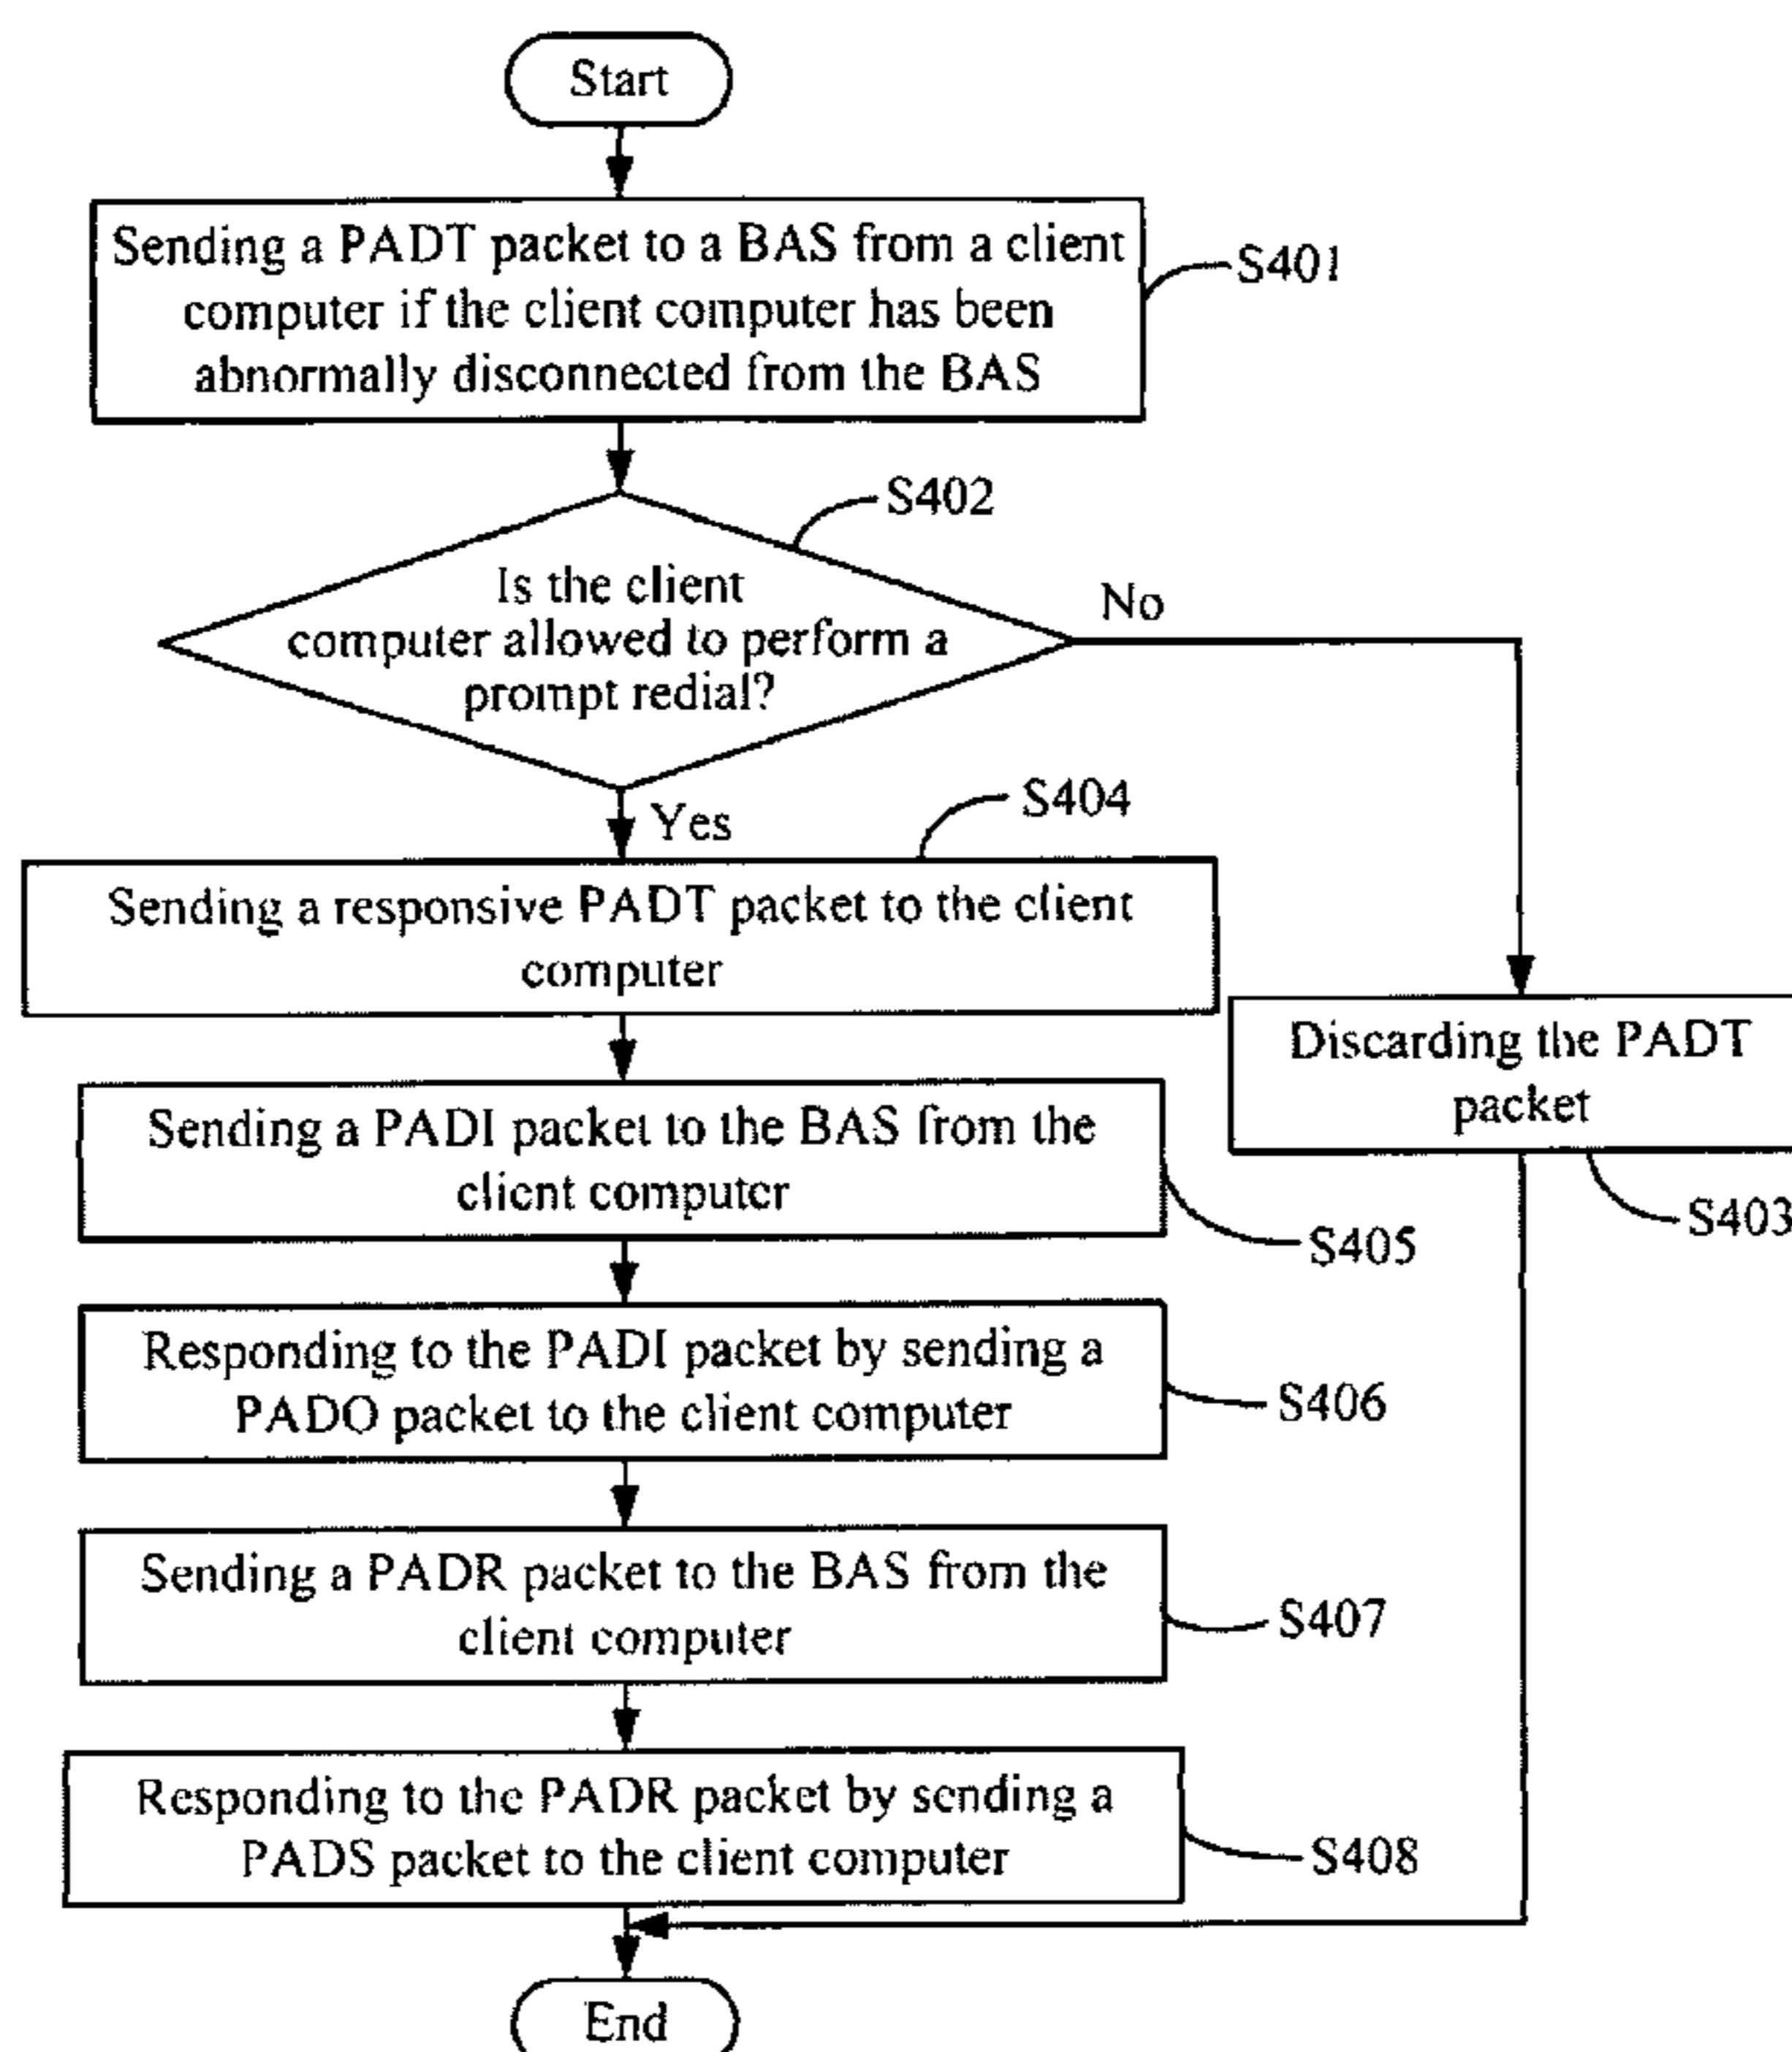 Start
Sending a PADT packet to a BAS from a client
computer if the client computer has been
abnormally disconnected from the BAS
S401
S402
Is the client
computer allowed to perform a
prompt redial?
No
Yes
S404
Sending a responsive PADT packet to the client
computer
Discarding the PADT
packet
S403
Sending a PADI packet to the BAS from the
client computer
S405
Responding to the PADI packet by sending a
PADO packet to the client computer
S406
Sending a PADR packet to the BAS from the
client computer
S407
Responding to the PADR packet by sending a
PADS packet to the client computer
S408
End